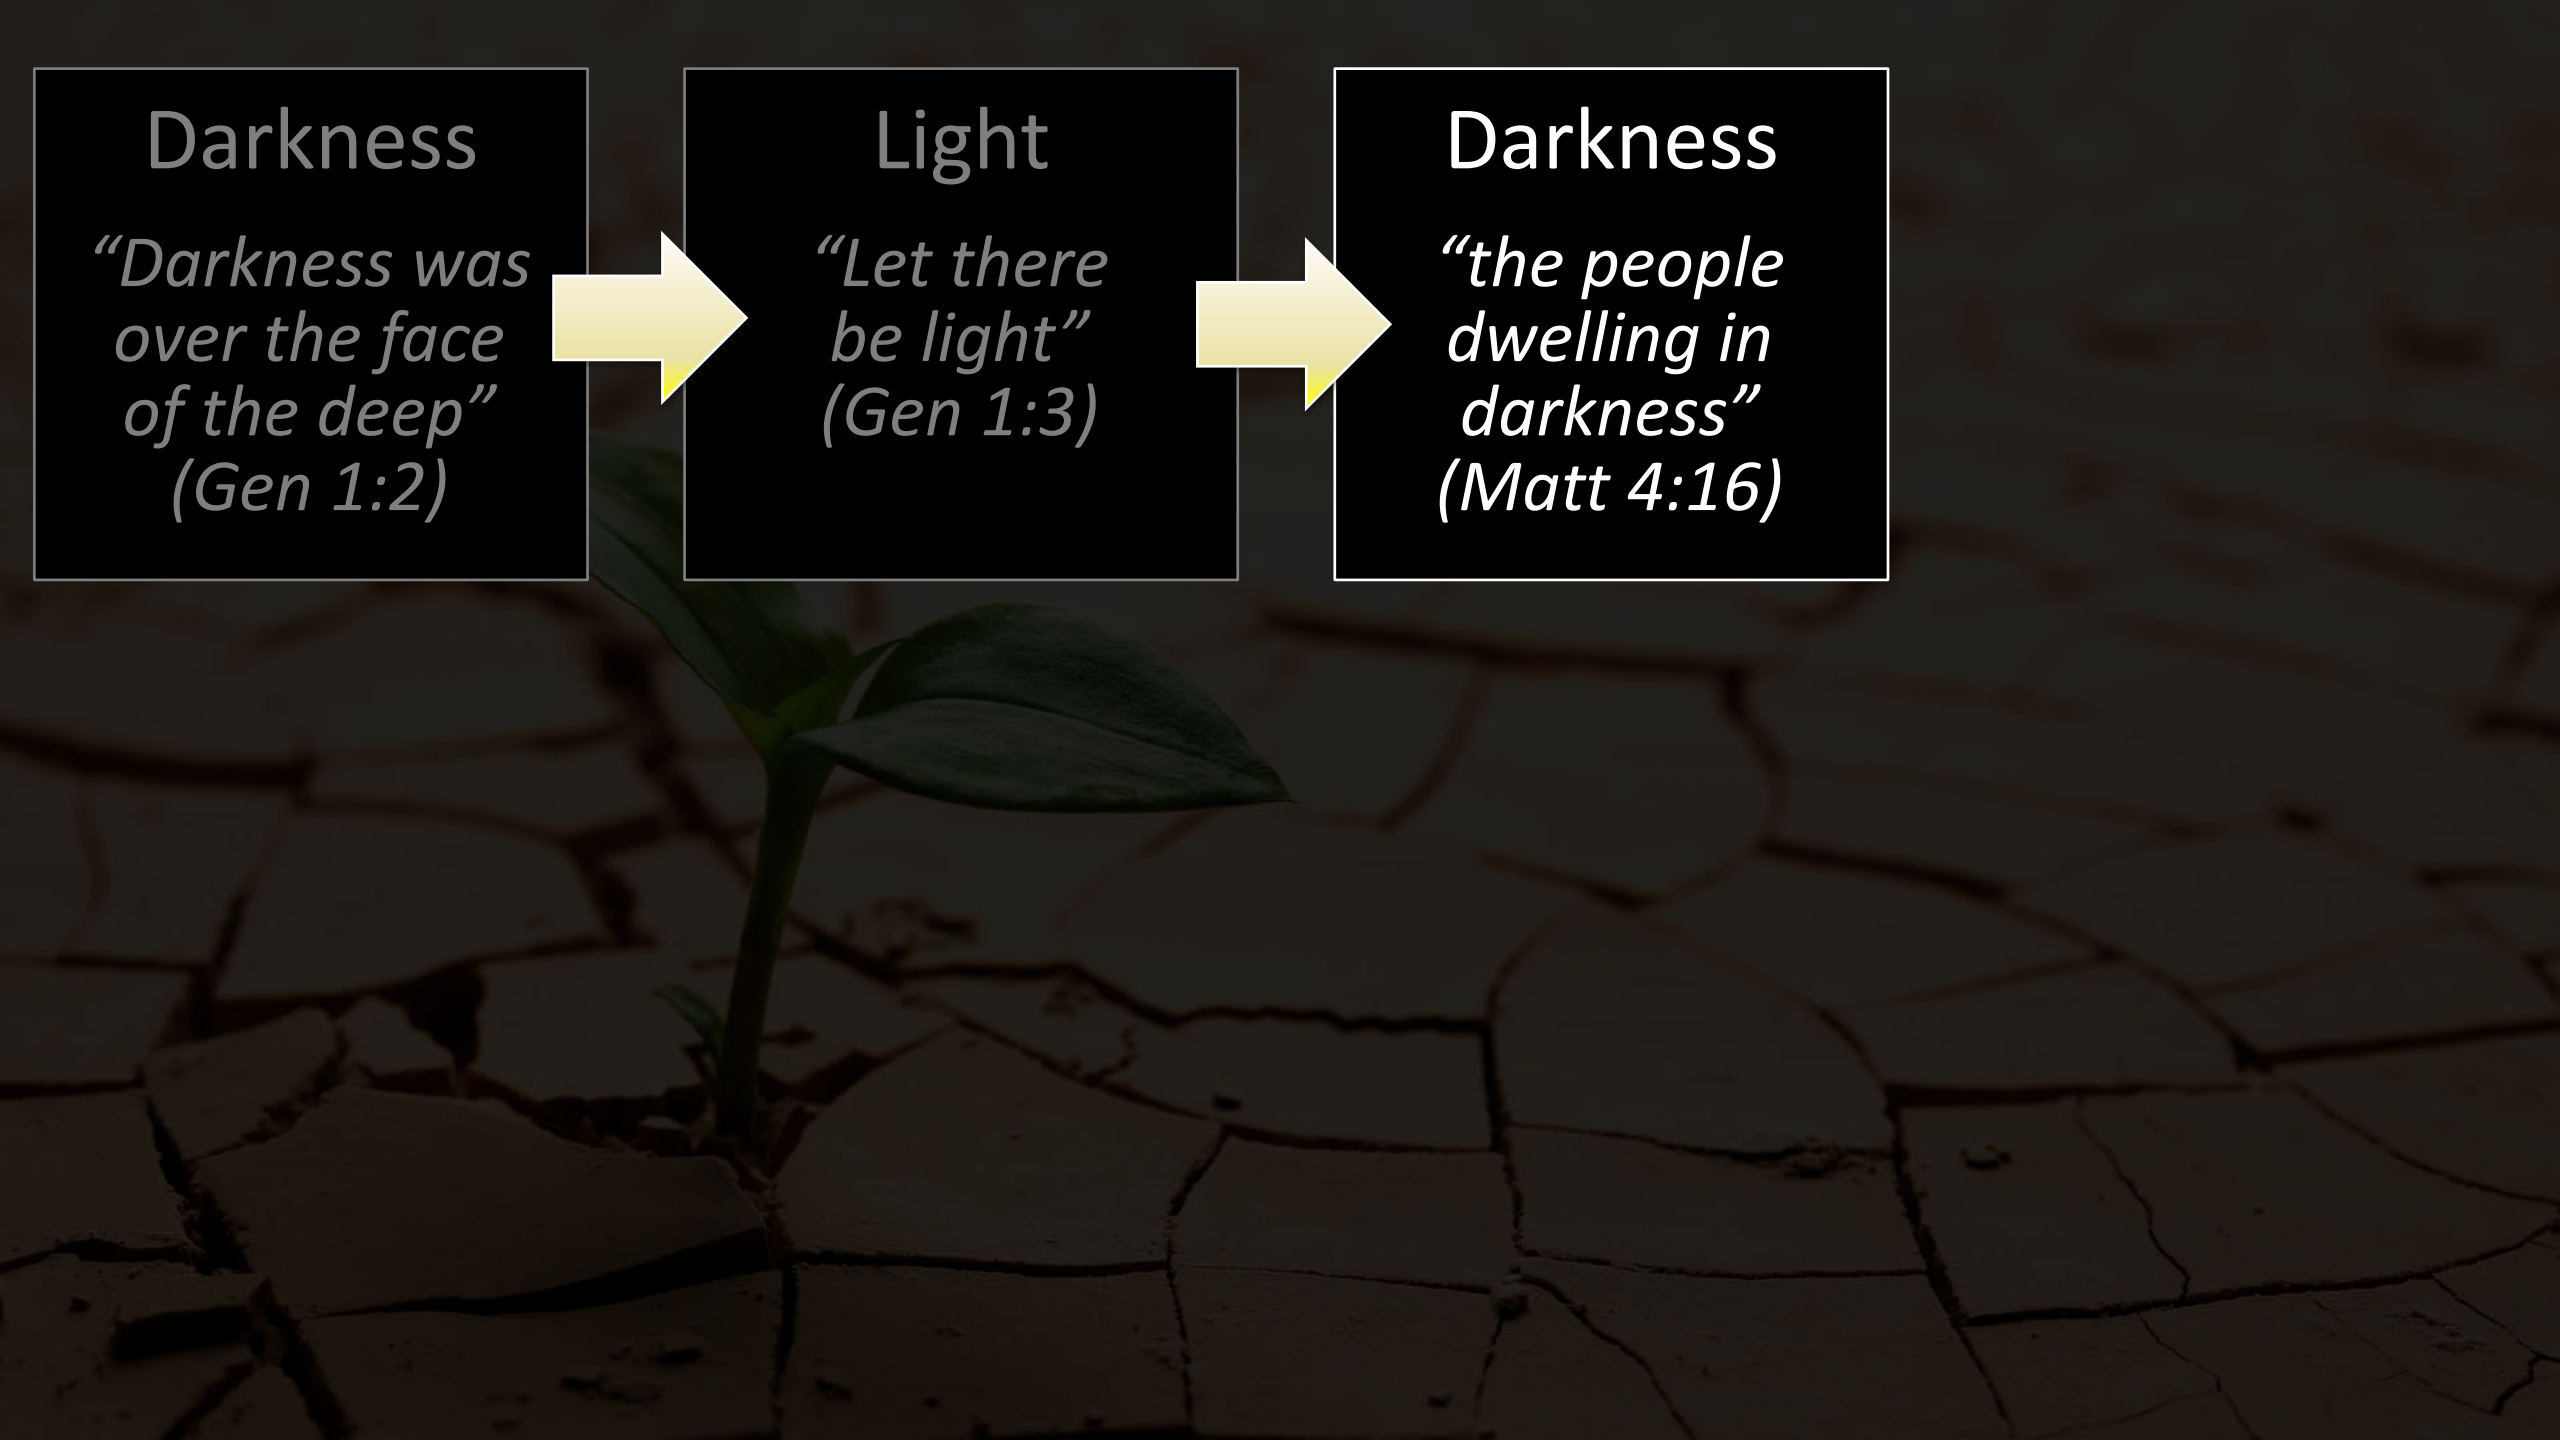 Darkness
“Darkness was
over the face
of the deep”
(Gen 1:2)
Light
“Let there
be light”
(Gen 1:3)
Darkness
“the people
dwelling in
darkness”
(Matt 4:16)